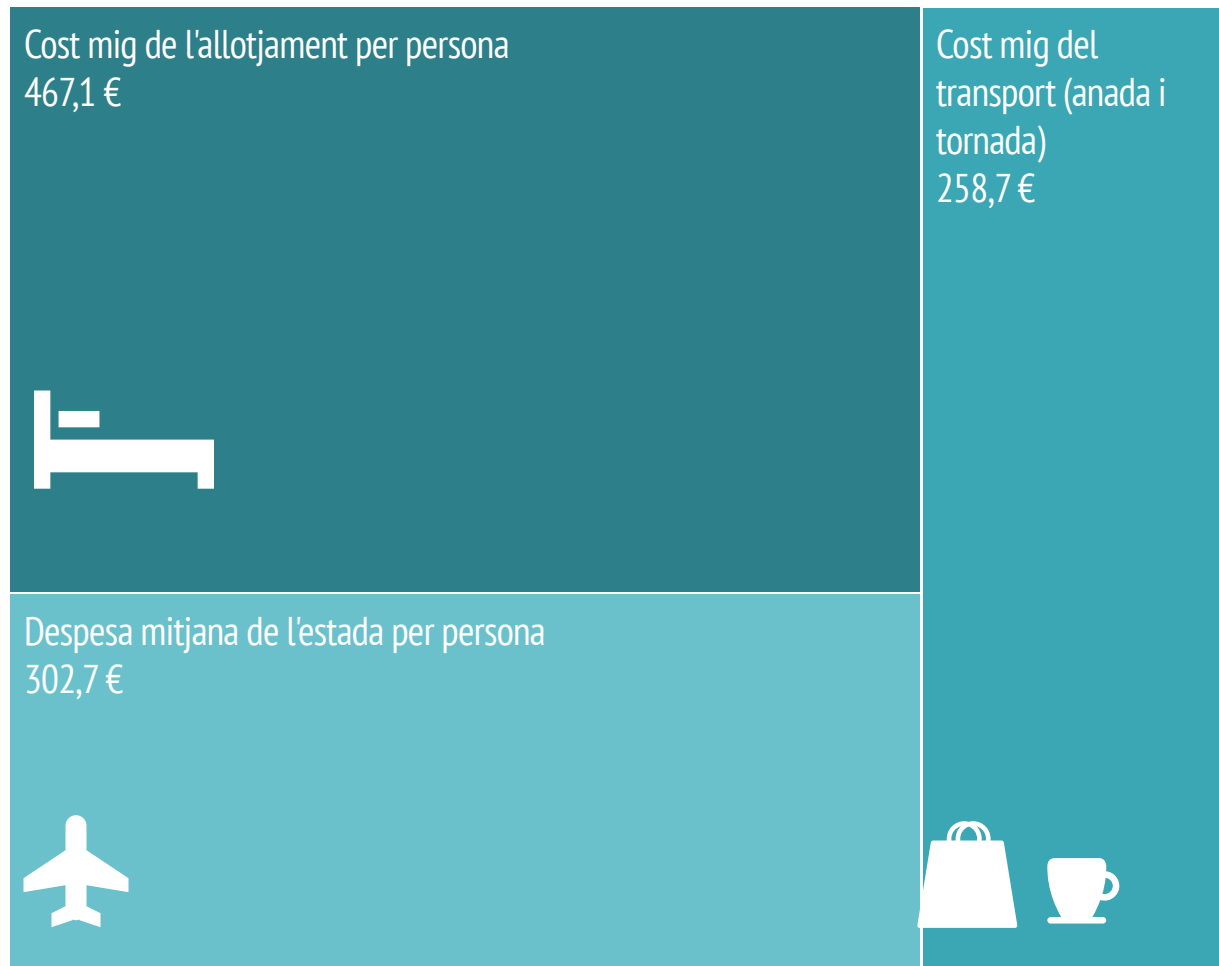 Cost mig de l'allotjament per persona
467,1 €
Cost mig del
transport (anada i
tornada)
258,7 €
Despesa mitjana de l'estada per persona
302,7 €